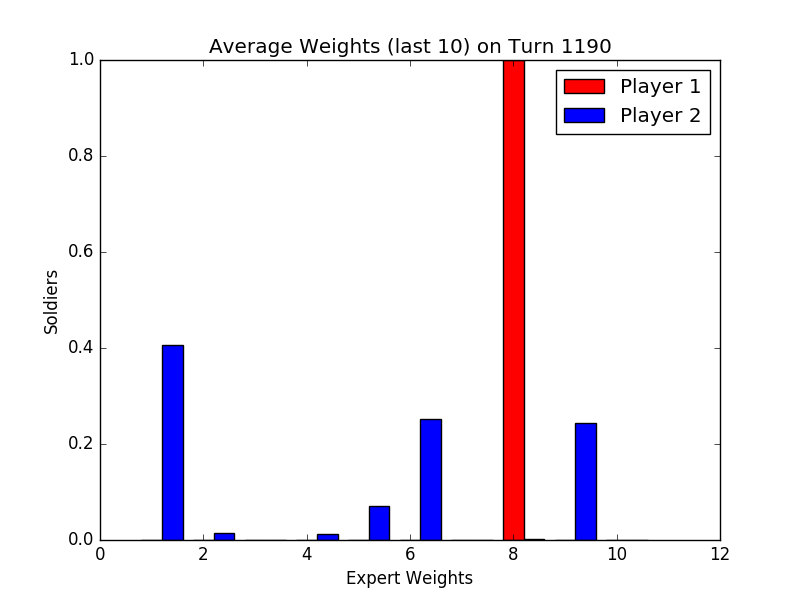 Average Weights (last 10) on Turn 1190
1.0
0.8
0.6
0.4
0.2
0.0
Soldiers
Player 1
Player 2
0 2 4 6 8 10 12
Expert Weights